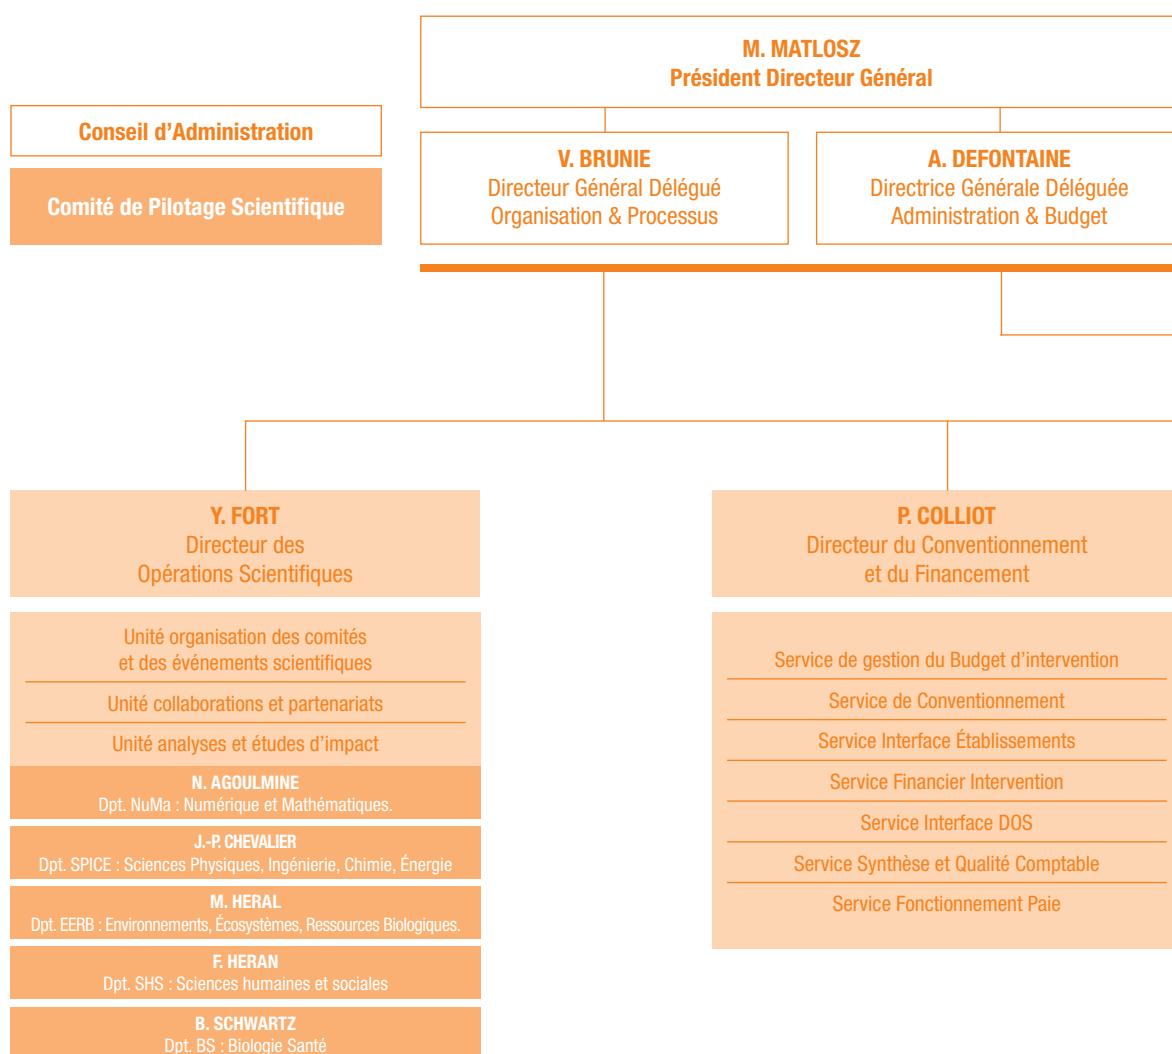 M. MATLOSZ
Président Directeur Général
Conseil d’Administration
Comité de Pilotage Scientifique
V. BRUNIE
Directeur Général Délégué
Organisation & Processus
A. DEFONTAINE
Directrice Générale Déléguée
Administration & Budget
Y. FORT
Directeur des
Opérations Scientifiques
Unité organisation des comités
et des événements scientifiques
Unité collaborations et partenariats
Unité analyses et études d’impact
N. AGOULMINE
Dpt. NuMa : Numérique et Mathématiques.
J.-P. CHEVALIER
Dpt. SPICE : Sciences Physiques, Ingénierie, Chimie, Énergie
M. HERAL
Dpt. EERB : Environnements, Écosystèmes, Ressources Biologiques.
F. HERAN
Dpt. SHS : Sciences humaines et sociales
B. SCHWARTZ
Dpt. BS : Biologie Santé
P. COLLIOT
Directeur du Conventionnement
et du Financement
Service de gestion du Budget d’intervention
Service de Conventionnement
Service Interface Établissements
Service Financier Intervention
Service Interface DOS
Service Synthèse et Qualité Comptable
Service Fonctionnement Paie